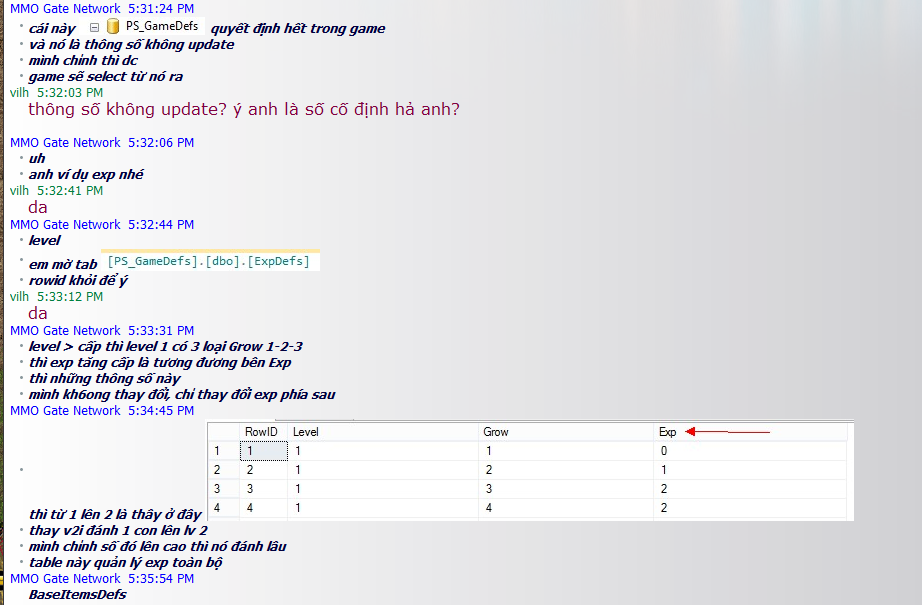 MMO Gate Network 5:31:24 PM
cái này PS_GameDefs quyết định hết trong game
và nó là thông số không update
mình chỉnh thì dc
game sẽ select từ nó ra
vilh 5:32:03 PM
thông số không update? ý anh là số cố định hả anh?
MMO Gate Network 5:32:06 PM
uh
anh ví dụ exp nhé
vilh 5:32:41 PM
da
MMO Gate Network 5:32:44 PM
level
em mờ tab [PS_GameDefs].[dbo].[ExpDefs]
rowid khỏi để ý
vilh 5:33:12 PM
da
MMO Gate Network 5:33:31 PM
level > cấp thì level 1 có 3 loại Grow 1-2-3
thì exp tăng cấp là tương đương bên Exp
thì những thông số này
mình kh6ong thay đổi, chỉ thay đổi exp phía sau
MMO Gate Network 5:34:45 PM
RowID Level Grow Exp
1 1 1 1 0
2 2 1 2 1
3 3 1 3 2
4 4 1 4 2
thì từ 1 lên 2 là thấy ở đây
thay v2i đánh 1 con lên lv 2
mình chỉnh số đó lên cao thì nó đánh lâu
table này quản lý exp toàn bộ
MMO Gate Network 5:35:54 PM
BaseItemsDefs